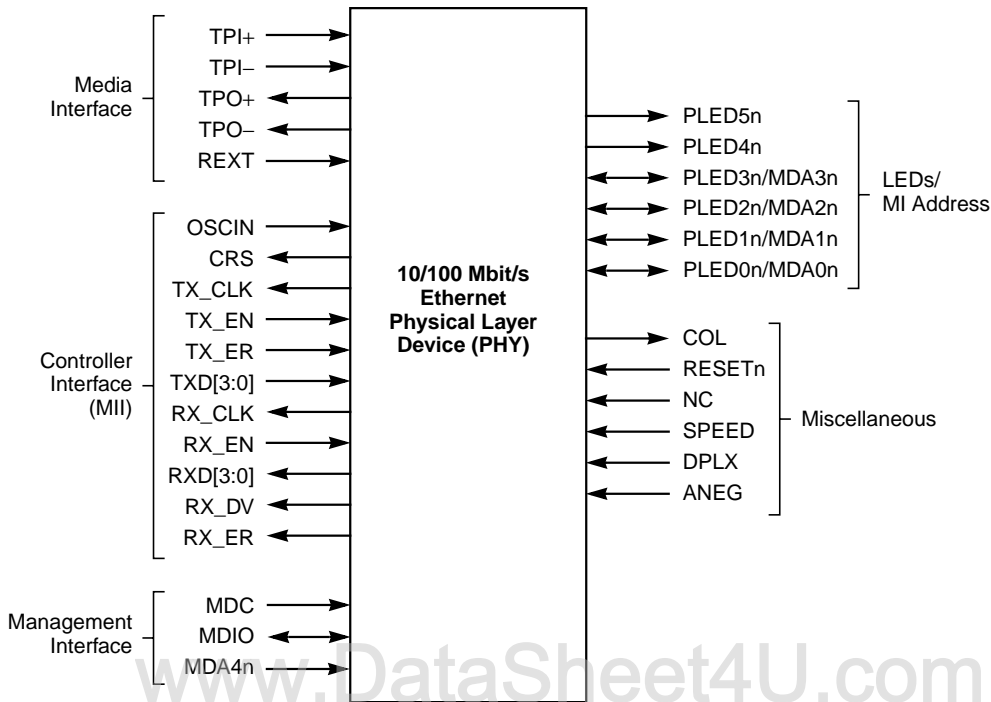 TPI+
TPI−
TPO+
TPO−
REXT
Media
Interface
OSCIN
CRS
TX_CLK
TX_EN
TX_ER
TXD[3:0]
RX_CLK
RX_EN
RXD[3:0]
RX_DV
RX_ER
Controller
Interface
(MII)
MDC
MDIO
MDA4n
Management
Interface
10/100 Mbit/s
Ethernet
Physical Layer
Device (PHY)
PLED5n
PLED4n
PLED3n/MDA3n
PLED2n/MDA2n
PLED1n/MDA1n
PLED0n/MDA0n
LEDs/
MI Address
COL
RESETn
NC
SPEED
DPLX
ANEG
Miscellaneous
www.DataSheet4U.com